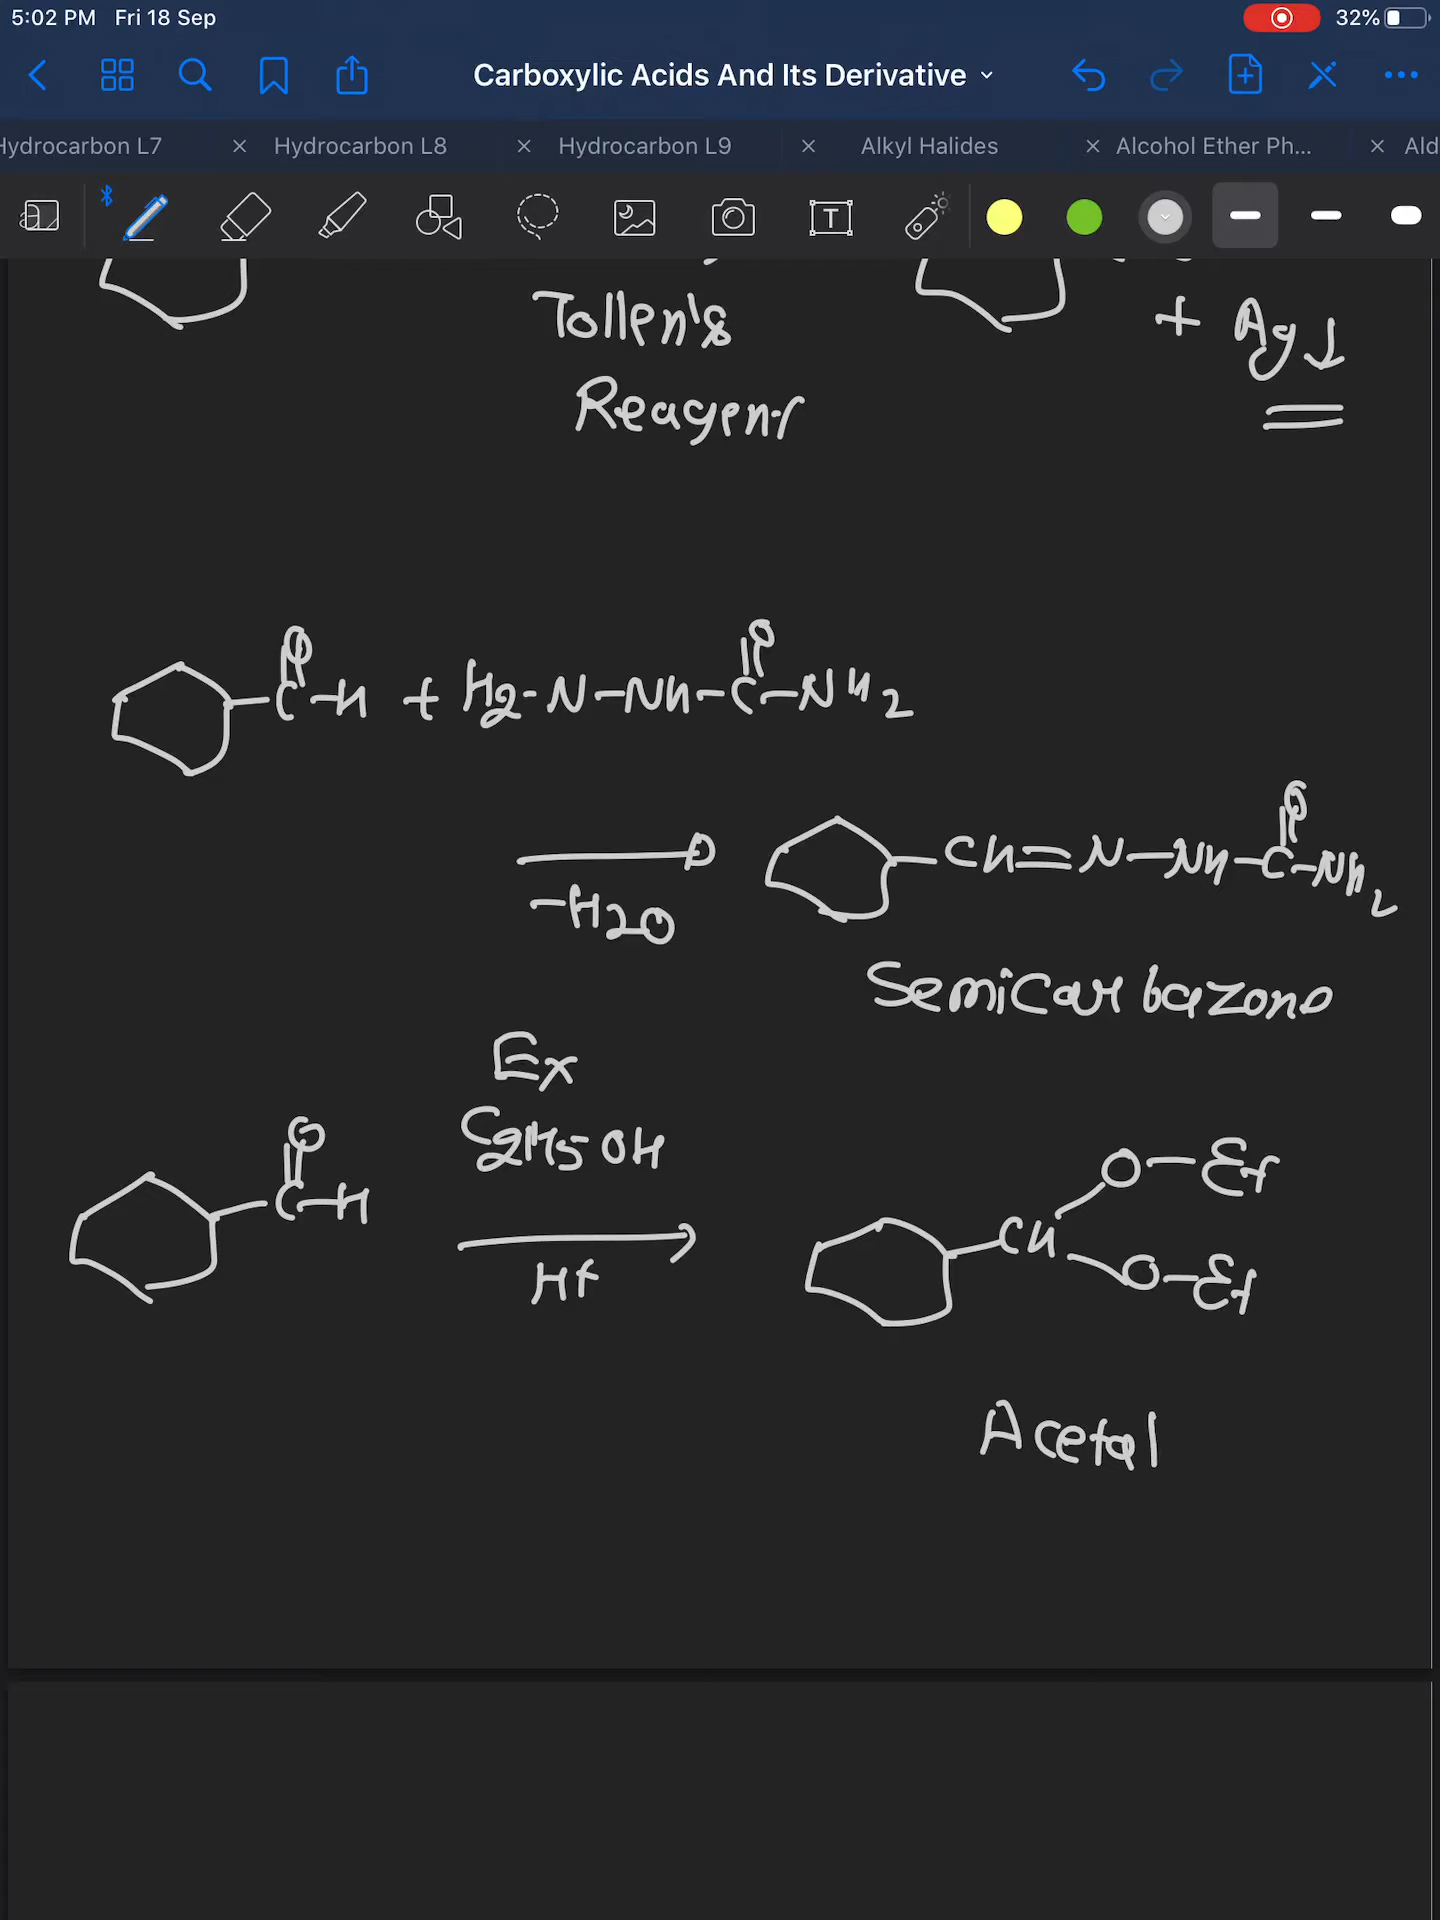 5:02 PM Fri 18 Sep 32%
Carboxylic Acids And Its Derivative
Hydrocarbon L7 × Hydrocarbon L8 × Hydrocarbon L9 × Alkyl Halides × Alcohol Ether Ph... × Ald
Tollen's
Reagent
+ Ag↓
O O
C-H + H2-N-NH-C-NH2
O
-H2O
CH=N-NH-C-NH2
Semicarbazone
Ex
C2H5-OH
O
C-H
H+
O-Et
CH
O-Et
Acetal